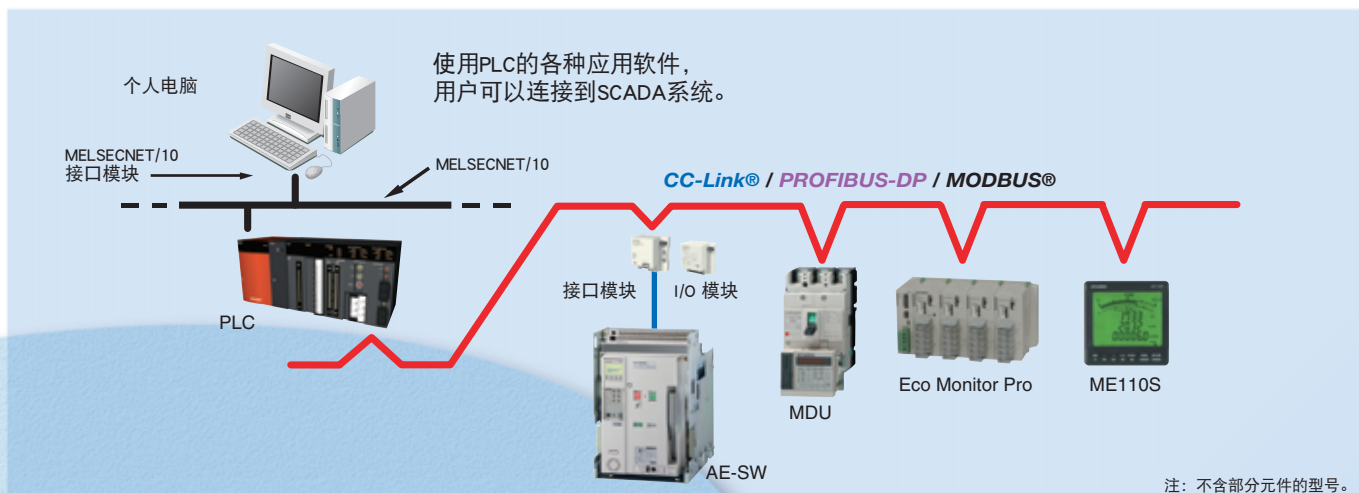 使用PLC的各种应用软件，
用户可以连接到SCADA系统。
个人电脑
MELSECNET/10
接口模块
MELSECNET/10
CC-Link® / PROFIBUS-DP / MODBUS®
PLC
接口模块
I/O 模块
AE-SW
MDU
Eco Monitor Pro
ME110S
注：不含部分元件的型号。